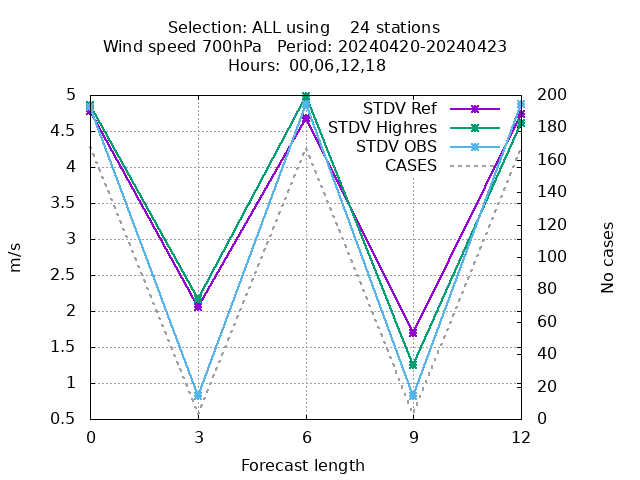 Selection: ALL using    24 stations
Wind speed 700hPa   Period: 20240420-20240423
Hours: 00,06,12,18
STDV Ref
STDV Highres
STDV OBS
CASES
5
4.5
4
3.5
3
2.5
2
1.5
1
0.5
m/s
200
180
160
140
120
100
80
60
40
20
0
No cases
0 3 6 9 12
Forecast length